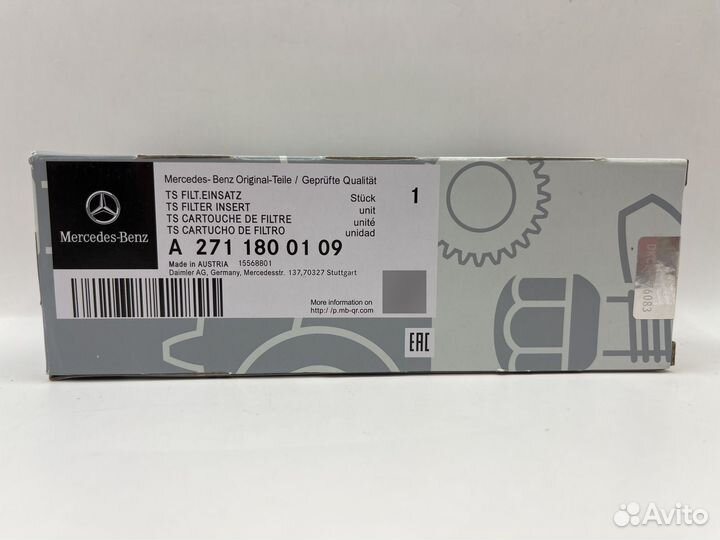 Mercedes-Benz
Mercedes- Benz Original-Teile / Geprüfte Qualität
TS FILT.EINSATZ
TS FILTER INSERT
TS CARTOUCHE DE FILTRE
TS CARTUCHO DE FILTRO
Stück
unit
unité
unidad
1
A 271 180 01 09
Made in AUSTRIA 15568801
Daimler AG, Germany, Mercedesstr. 137,70327 Stuttgart
More information on
http: //p.mb-qr.com/
EAC
Avito